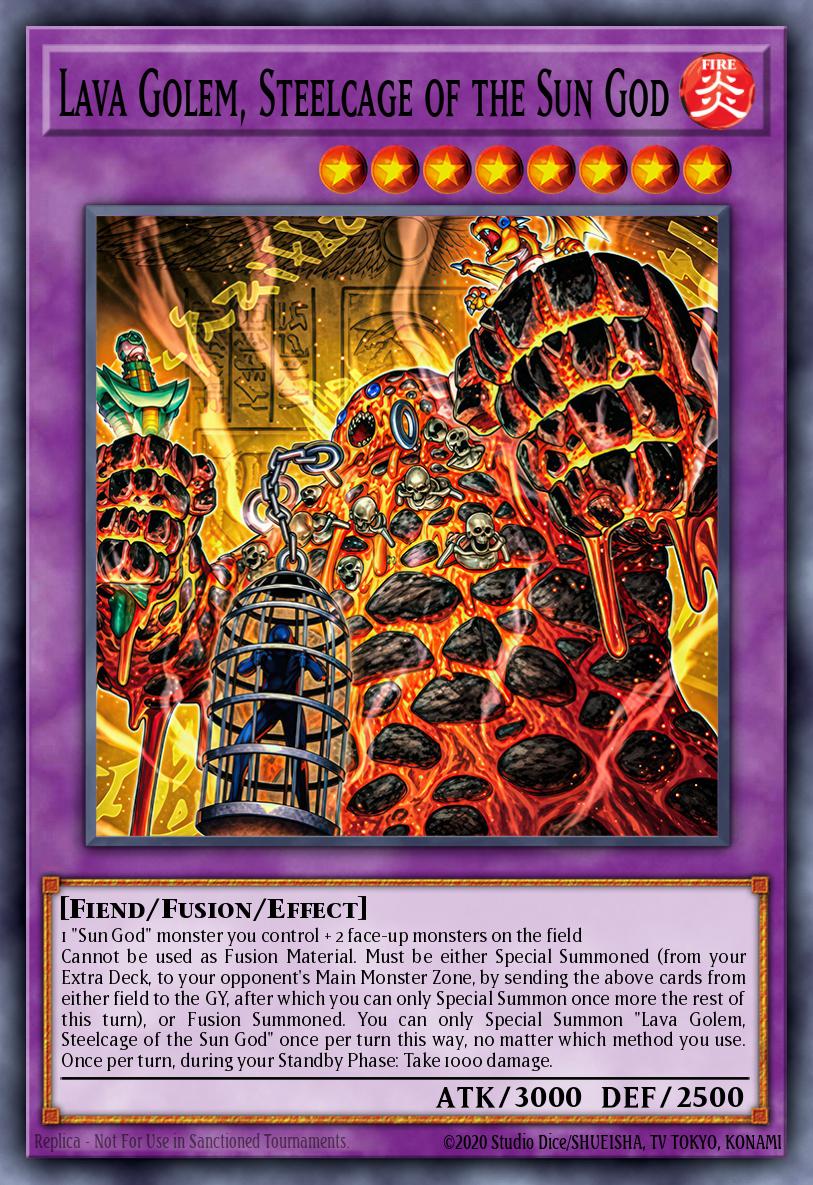 Lava Golem, Steelcage of the Sun God
FIRE
炎
[Fiend/Fusion/Effect]
1 "Sun God" monster you control + 2 face-up monsters on the field
Cannot be used as Fusion Material. Must be either Special Summoned (from your
Extra Deck, to your opponent's Main Monster Zone, by sending the above cards from
either field to the GY, after which you can only Special Summon once more the rest of
this turn), or Fusion Summoned. You can only Special Summon "Lava Golem,
Steelcage of the Sun God" once per turn this way, no matter which method you use.
Once per turn, during your Standby Phase: Take 1000 damage.
ATK/3000 DEF/2500
Replica - Not For Use in Sanctioned Tournaments.
©2020 Studio Dice/SHUEISHA, TV TOKYO, KONAMI